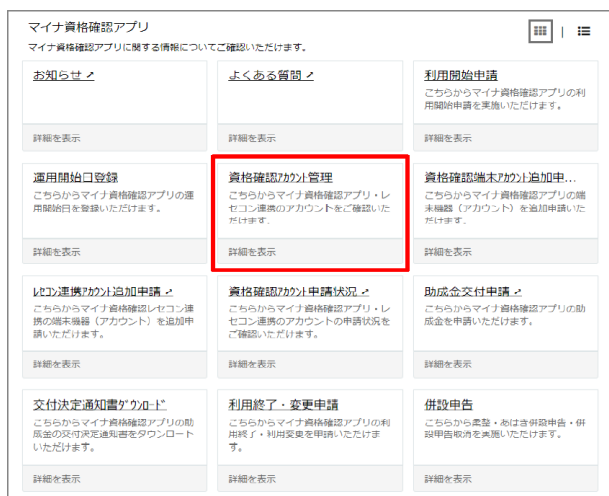 マイナ資格確認アプリ
マイナ資格確認アプリに関する情報についてご確認いただけます。
お知らせ
詳細を表示
よくある質問
詳細を表示
利用開始申請
こちらからマイナ資格確認アプリの利
用開始申請を実施いただけます。
詳細を表示
運用開始日登録
こちらからマイナ資格確認アプリの運
用開始日を登録いただけます。
詳細を表示
資格確認ｱｶｳﾝﾄ管理
こちらからマイナ資格確認アプリ・レ
セコン連携のアカウントをご確認いた
だけます。
詳細を表示
資格確認端末ｱｶｳﾝﾄ追加申...
こちらからマイナ資格確認アプリの端
末機器（アカウント）を追加申請いた
だけます。
詳細を表示
ﾚｾｺﾝ連携ｱｶｳﾝﾄ追加申請
こちらからマイナ資格確認レセコン連
携の端末機器（アカウント）を追加申
請いただけます。
詳細を表示
資格確認ｱｶｳﾝﾄ申請状況
こちらからマイナ資格確認アプリ・レ
セコン連携のアカウントの申請状況を
ご確認いただけます。
詳細を表示
助成金交付申請
こちらからマイナ資格確認アプリの助
成金を申請いただけます。
詳細を表示
交付決定通知書ﾀﾞｳﾝﾛｰﾄﾞ
こちらからマイナ資格確認アプリの助
成金の交付決定通知書をダウンロード
いただけます。
詳細を表示
利用終了・変更申請
こちらからマイナ資格確認アプリの利
用終了・利用変更を申請いただけま
す。
詳細を表示
併設申告
こちらから柔整・あはき併設申告・併
設申告取消を実施いただけます。
詳細を表示